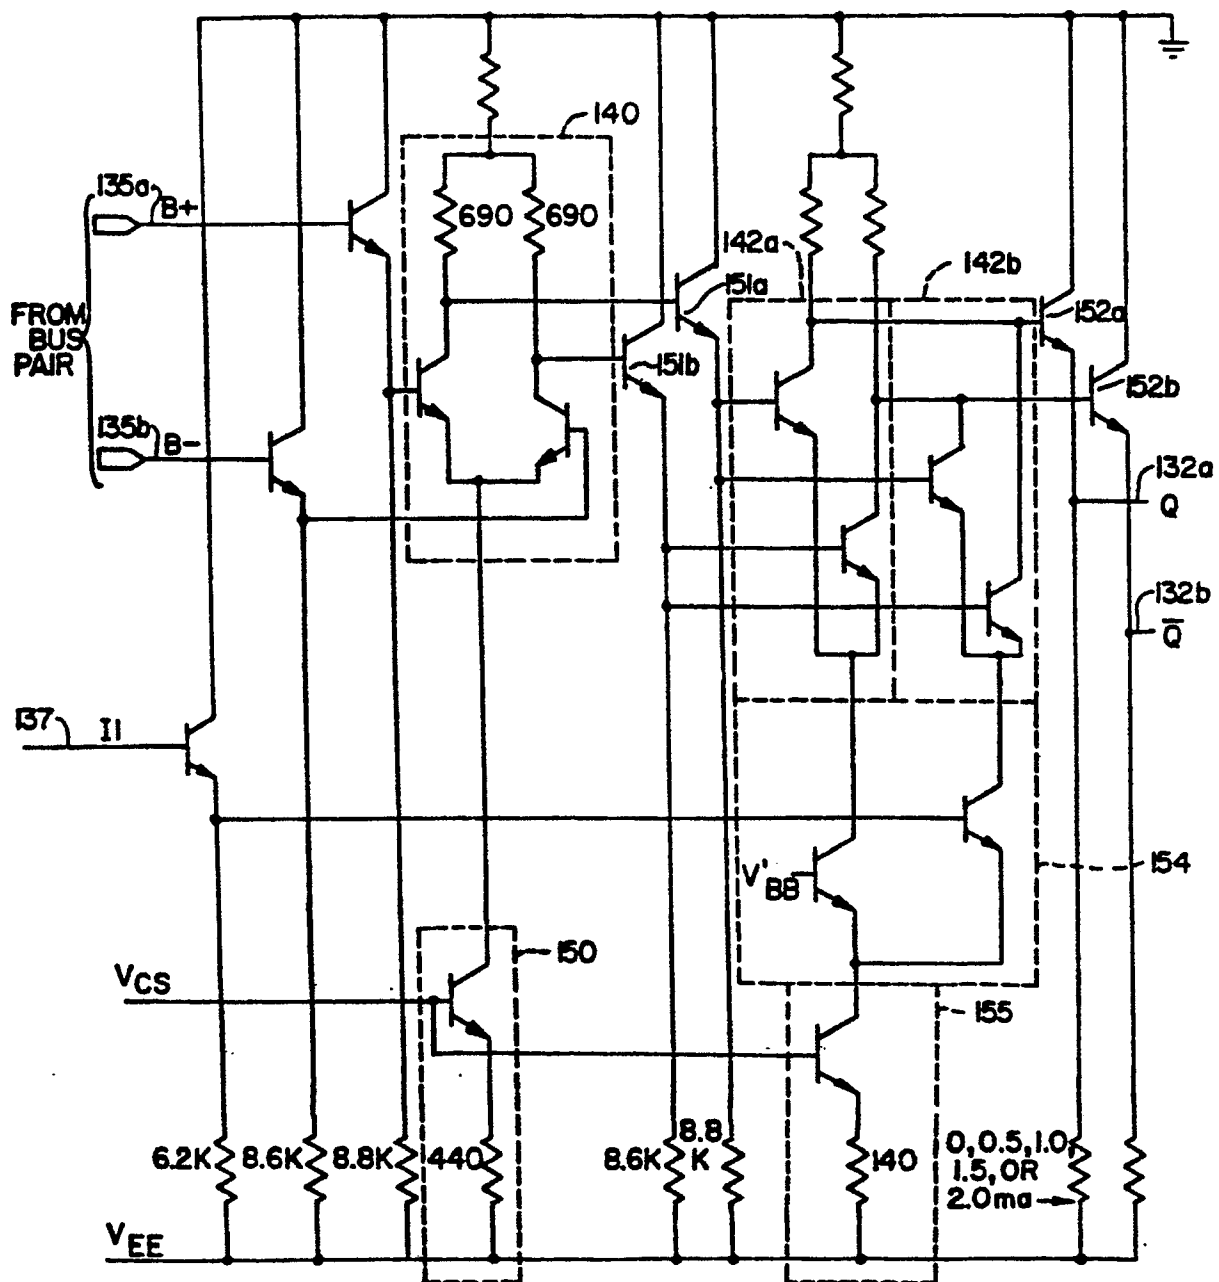 140
135a
B+
690
690
142a
142b
151a
152a
FROM
BUS
PAIR
151b
152b
135b
B-
132a
Q
132b
Q̅
137
I1
154
V'BB
150
VCS
155
6.2K
8.6K
8.8K
440
8.6K
8.8
K
140
0, 0.5, 1.0,
1.5, OR
2.0ma
VEE